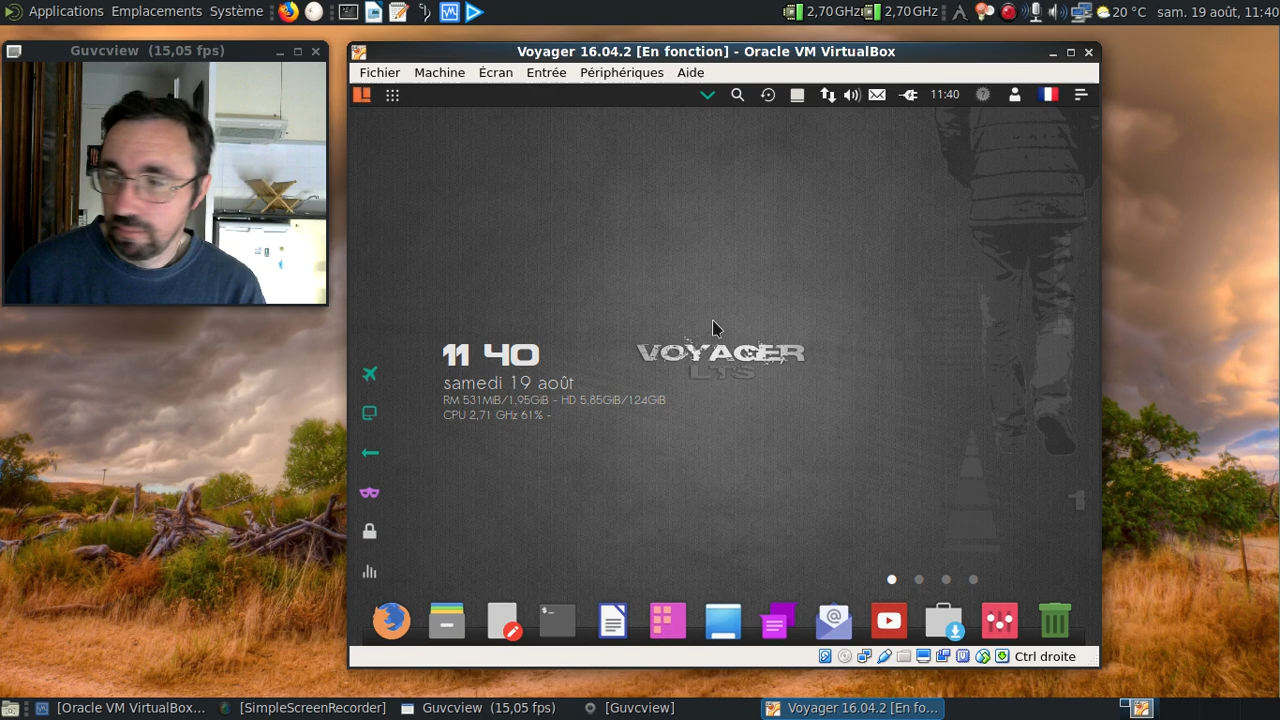 Applications Emplacements Système
2,70 GHz 2,70 GHz 20 °C sam. 19 août, 11:40
Guvcview (15,05 fps)
Voyager 16.04.2 [En fonction] - Oracle VM VirtualBox
Fichier Machine Écran Entrée Périphériques Aide
11:40
VOYAGER
LTS
11 40
samedi 19 août
RM 531MiB/1,95GiB - HD 5,85GiB/124GiB
CPU 2,71 GHz 61% -
Ctrl droite
[Oracle VM VirtualBox... [SimpleScreenRecorder] Guvcview (15,05 fps) [Guvcview] Voyager 16.04.2 [En fo...